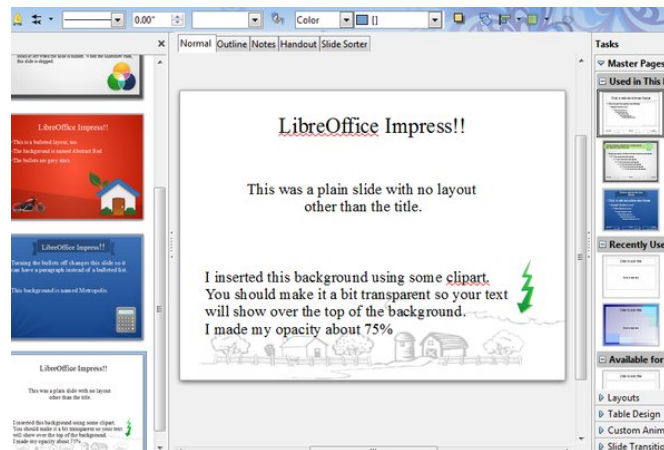 0.00"
Color
Normal Outline Notes Handout Slide Sorter
Tasks
Master Pages
Used in This
Recently Use
Available for
Layouts
Table Design
Custom Anim
Slide Transitio
this slide is skipped.
LibreOffice Impress!!
This is a bulleted layout, too.
The background is named Abstract Red
The bullets are grey stars.
LibreOffice Impress!!
Turning the bullets off changes this slide so it
can have a paragraph instead of a bulleted list.
This background is named Metropolis
LibreOffice Impress!!
This was a plain slide with no layout
other than the title.
I inserted this background using some clipart.
You should make it a bit transparent so your text
will show over the top of the background.
I made my opacity about 75%
LibreOffice Impress!!
This was a plain slide with no layout
other than the title.
I inserted this background using some clipart.
You should make it a bit transparent so your text
will show over the top of the background.
I made my opacity about 75%